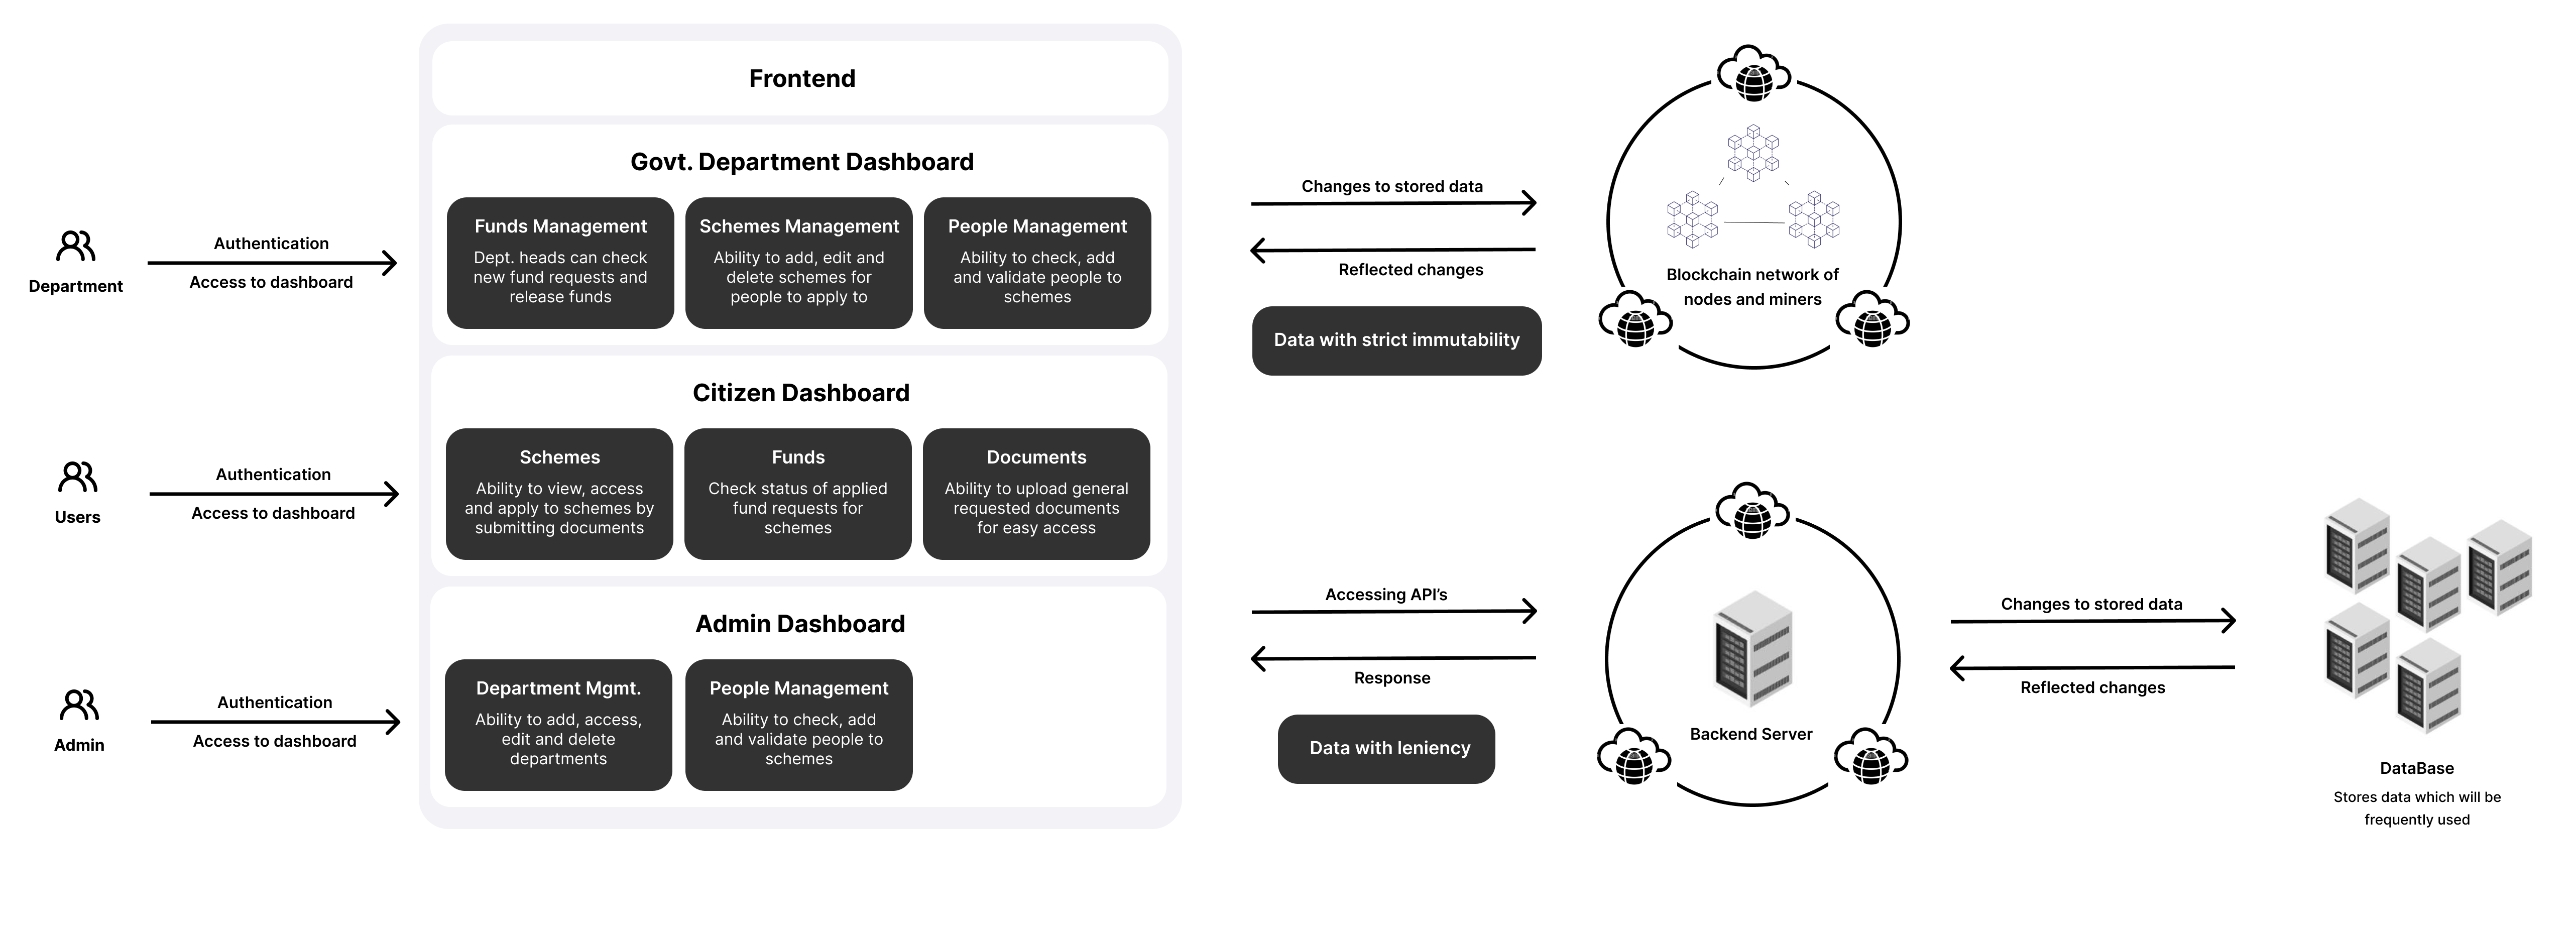 Frontend
Govt. Department Dashboard
Funds Management
Dept. heads can check
new fund requests and
release funds
Schemes Management
Ability to add, edit and
delete schemes for
people to apply to
People Management
Ability to check, add
and validate people to
schemes
Department
Authentication
Access to dashboard
Citizen Dashboard
Schemes
Ability to view, access
and apply to schemes by
submitting documents
Funds
Check status of applied
fund requests for
schemes
Documents
Ability to upload general
requested documents
for easy access
Users
Authentication
Access to dashboard
Admin Dashboard
Department Mgmt.
Ability to add, access,
edit and delete
departments
People Management
Ability to check, add
and validate people to
schemes
Admin
Authentication
Access to dashboard
Changes to stored data
Reflected changes
Data with strict immutability
Blockchain network of
nodes and miners
Accessing API’s
Response
Data with leniency
Backend Server
Changes to stored data
Reflected changes
DataBase
Stores data which will be
frequently used